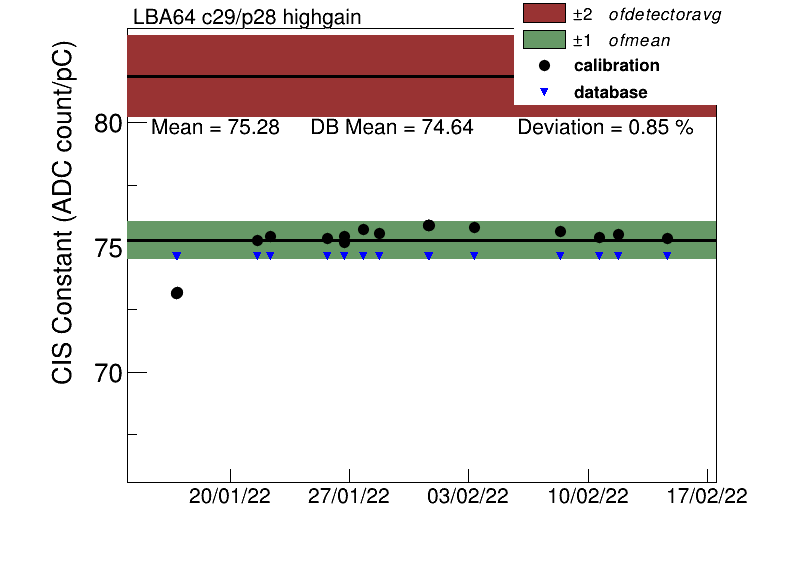 LBA64 c29/p28 highgain
±2 ofdetectoravg
±1 ofmean
calibration
database
CIS Constant (ADC count/pC)
80
75
70
Mean = 75.28 DB Mean = 74.64 Deviation = 0.85 %
20/01/22 27/01/22 03/02/22 10/02/22 17/02/22